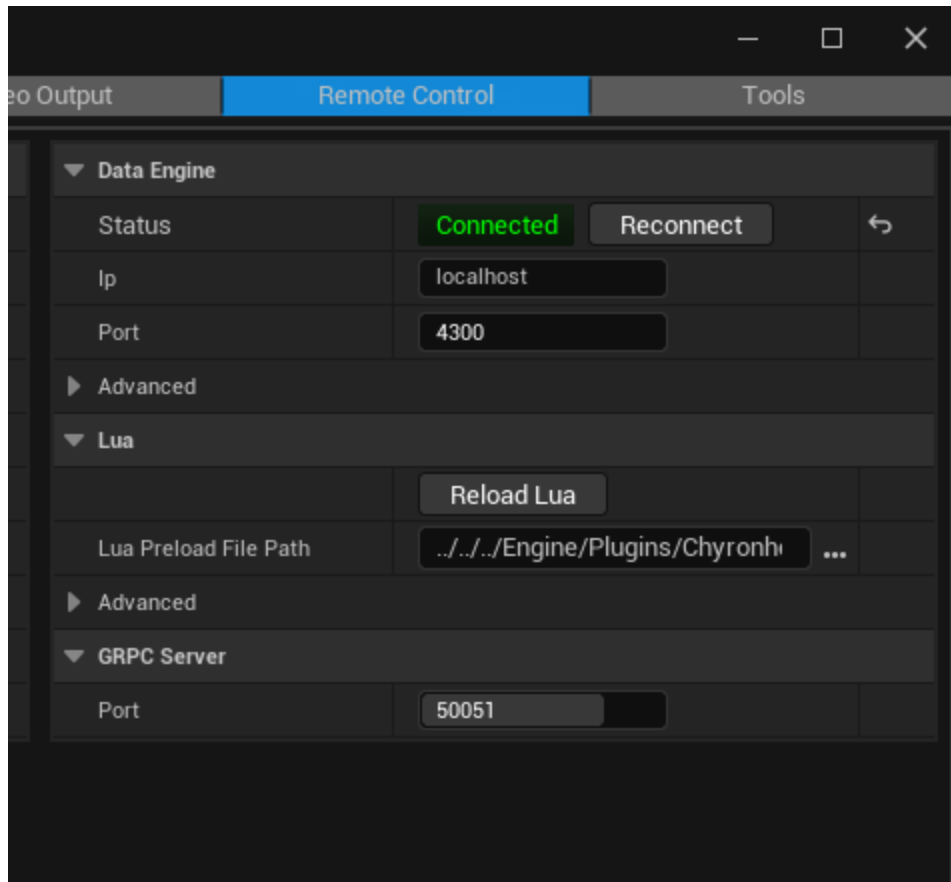 eo Output Remote Control Tools
Data Engine
Status Connected Reconnect
Ip localhost
Port 4300
Advanced
Lua
Reload Lua
Lua Preload File Path ../../../Engine/Plugins/Chyronh ...
Advanced
GRPC Server
Port 50051